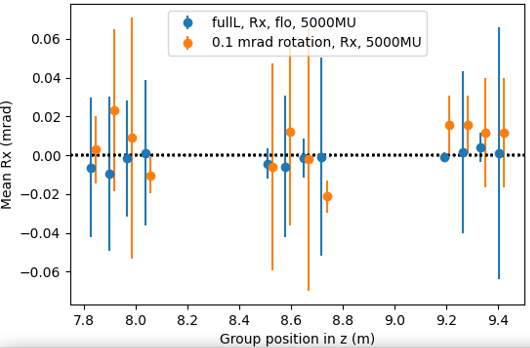 fullL, Rx, flo, 5000MU
0.1 mrad rotation, Rx, 5000MU
Mean Rx (mrad)
0.06
0.04
0.02
0.00
−0.02
−0.04
−0.06
7.8 8.0 8.2 8.4 8.6 8.8 9.0 9.2 9.4
Group position in z (m)